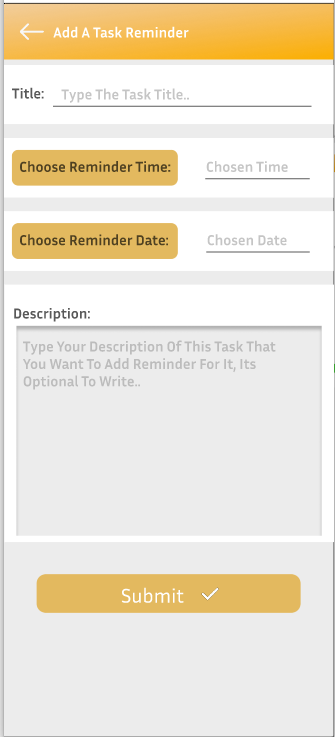 Add A Task Reminder
Title: Type The Task Title..
Choose Reminder Time: Chosen Time
Choose Reminder Date: Chosen Date
Description:
Type Your Description Of This Task That
You Want To Add Reminder For It, Its
Optional To Write..
Submit